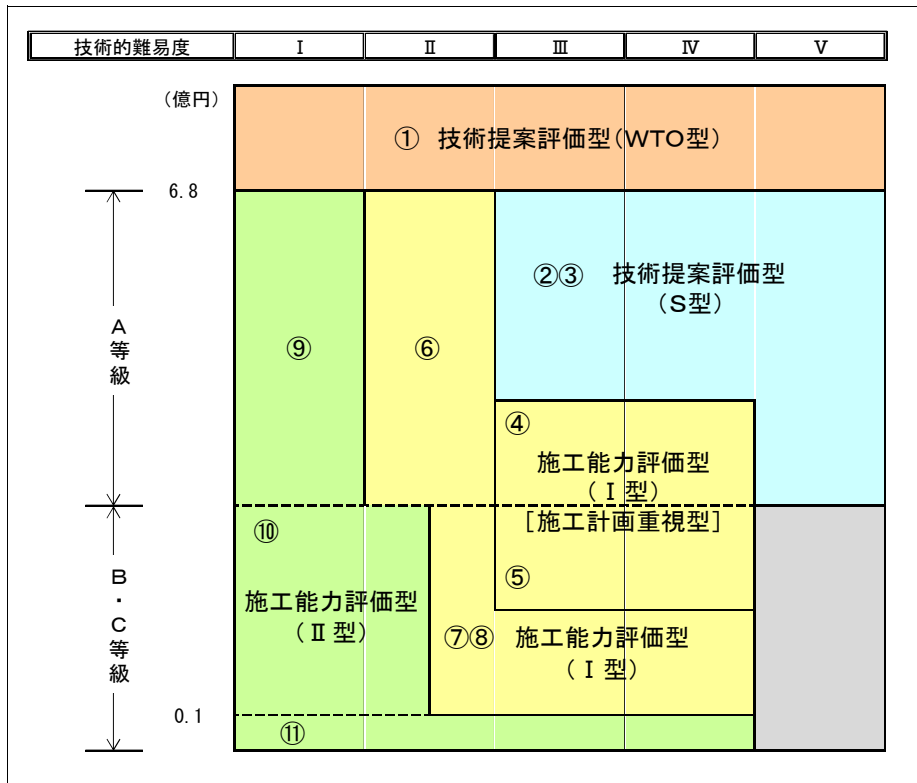 技術的難易度 Ⅰ Ⅱ Ⅲ Ⅳ Ⅴ
(億円)
① 技術提案評価型(WTO型)
6.8
②③ 技術提案評価型
(S型)
A等級
⑨
⑥
④
施工能力評価型
(Ⅰ型)
[施工計画重視型]
⑩
⑤
B・C等級
施工能力評価型
(Ⅱ型)
⑦⑧ 施工能力評価型
(Ⅰ型)
0.1
⑪